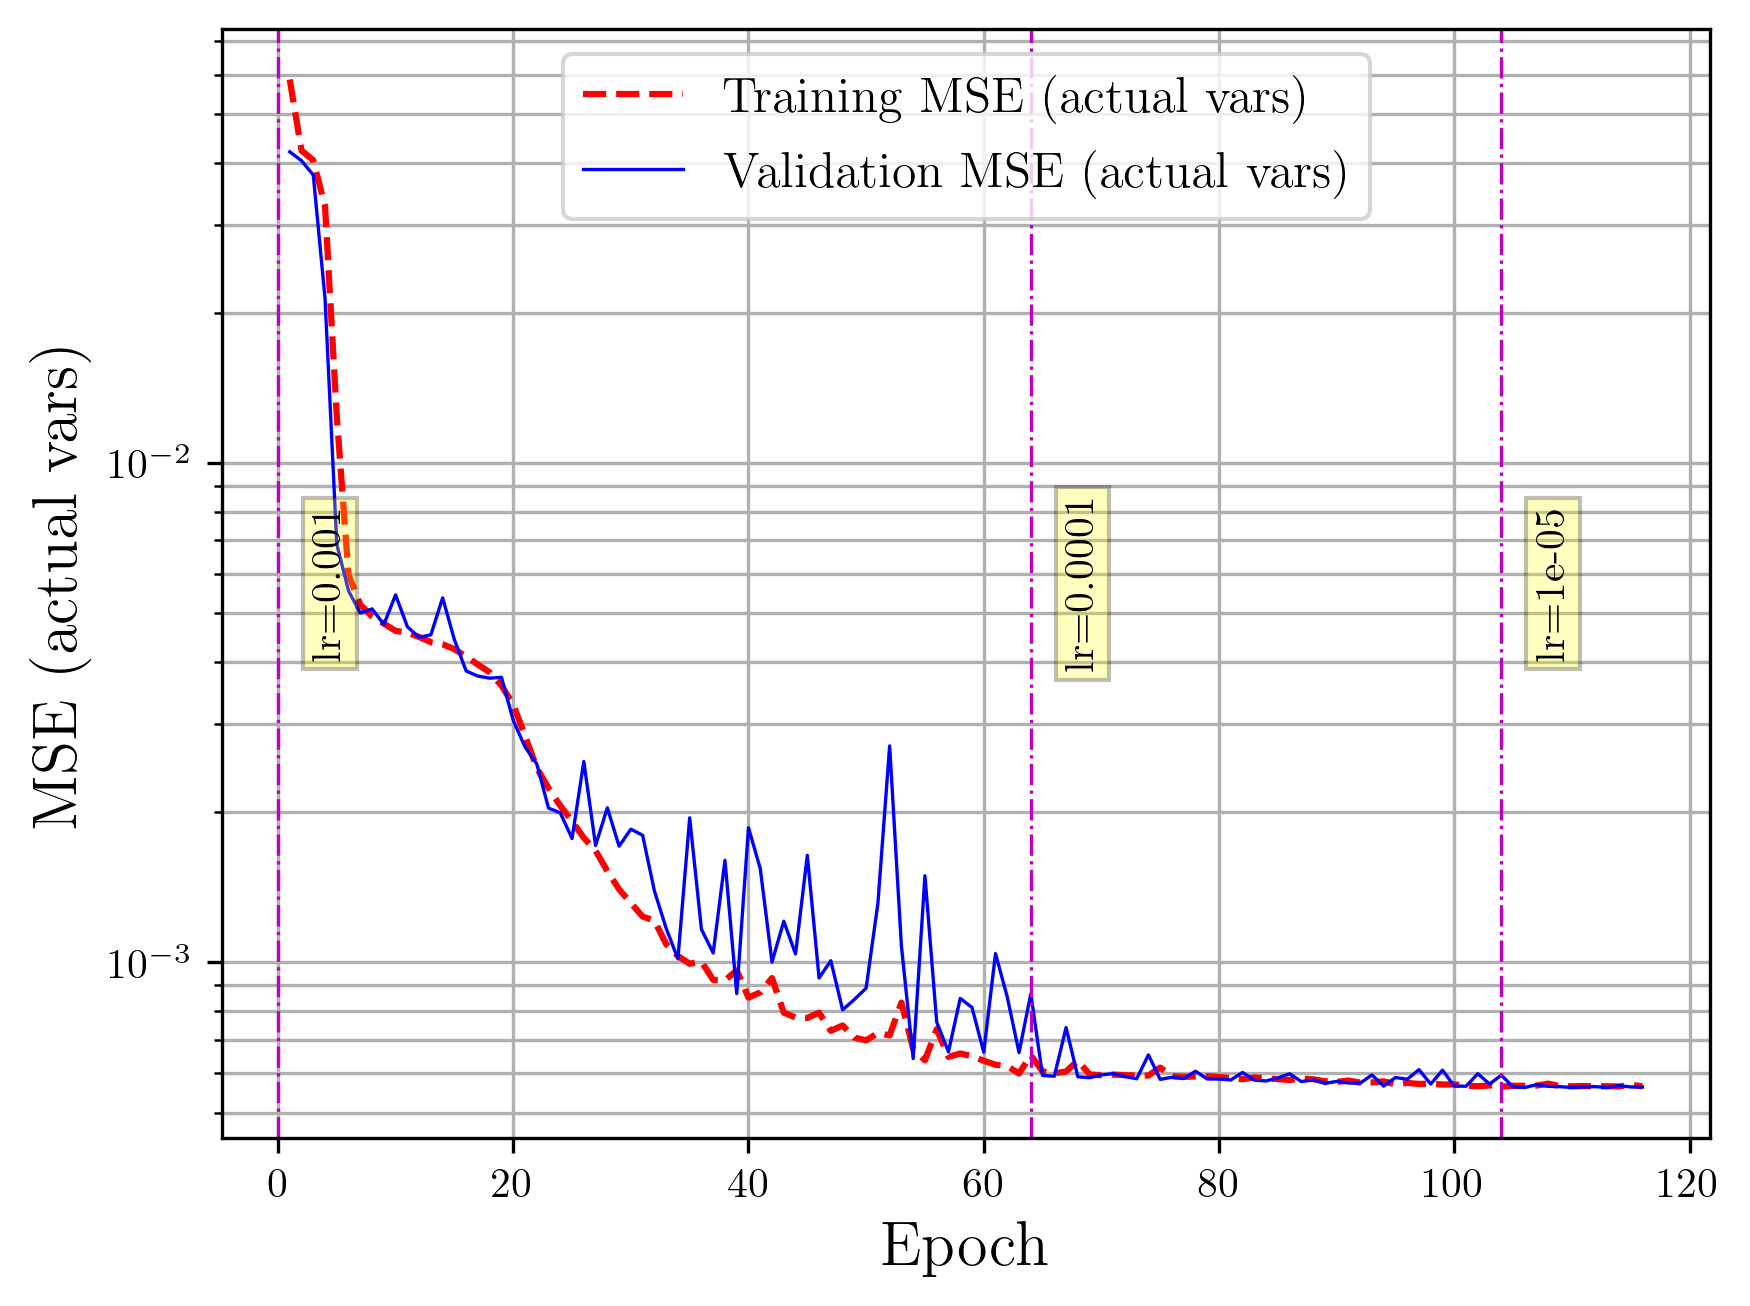 Training MSE (actual vars)
Validation MSE (actual vars)
MSE (actual vars)
10⁻²
10⁻³
lr=0.001
lr=0.0001
lr=1e-05
0 20 40 60 80 100 120
Epoch